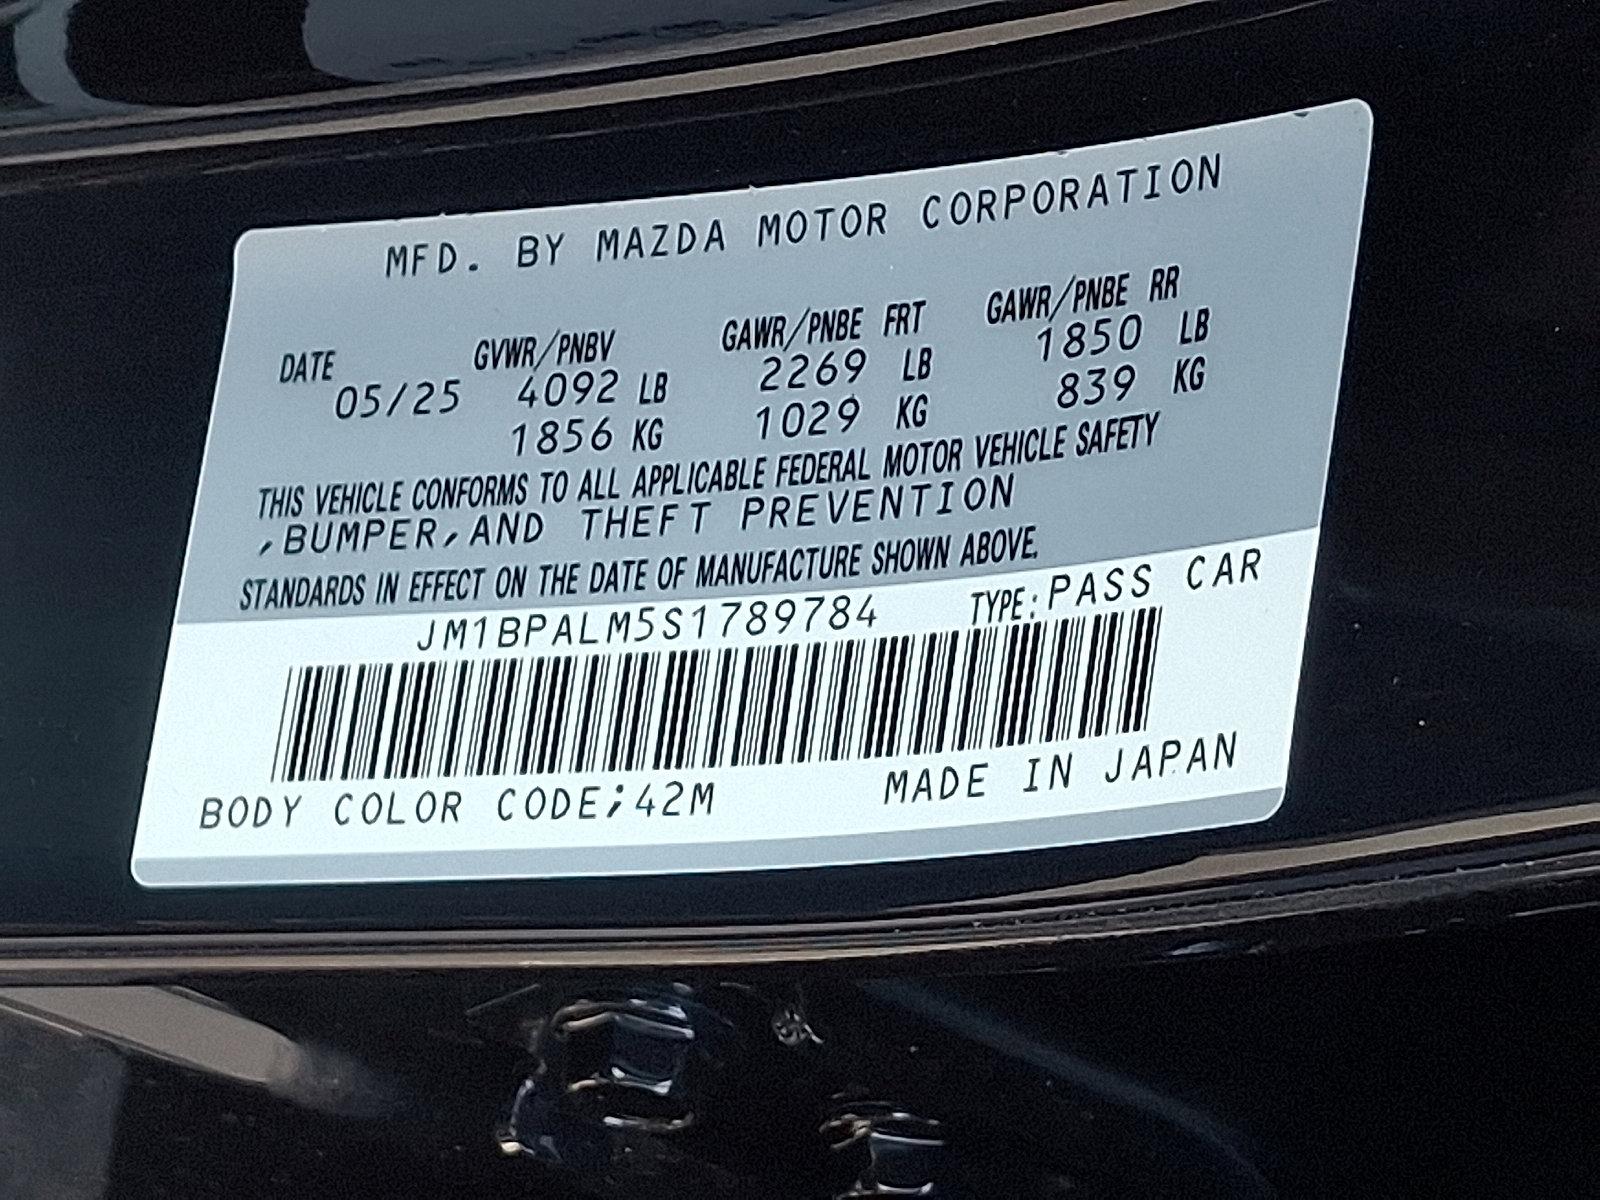 MFD. BY MAZDA MOTOR CORPORATION
DATE GVWR/PNBV GAWR/PNBE FRT GAWR/PNBE RR
05/25 4092 LB 2269 LB 1850 LB
1856 KG 1029 KG 839 KG
THIS VEHICLE CONFORMS TO ALL APPLICABLE FEDERAL MOTOR VEHICLE SAFETY
,BUMPER,AND THEFT PREVENTION
STANDARDS IN EFFECT ON THE DATE OF MANUFACTURE SHOWN ABOVE.
JM1BPALM5S1789784 TYPE:PASS CAR
BODY COLOR CODE;42M MADE IN JAPAN